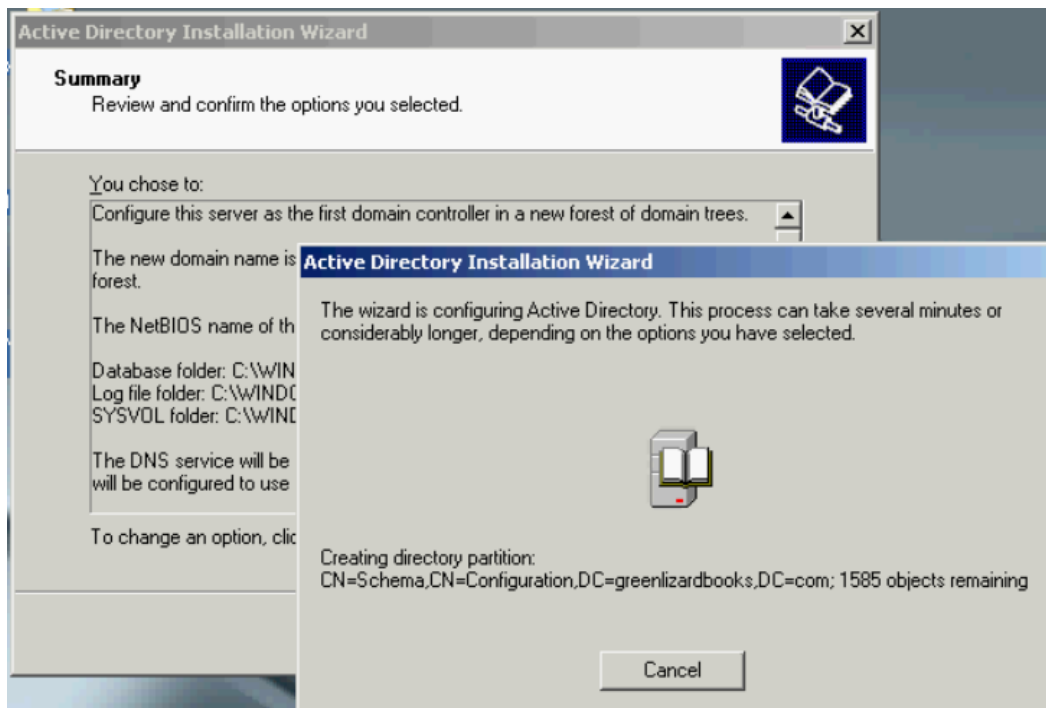 Active Directory Installation Wizard
Summary
Review and confirm the options you selected.
You chose to:
Configure this server as the first domain controller in a new forest of domain trees.
The new domain name is
forest.
The NetBIOS name of th
Database folder: C:\WIN
Log file folder: C:\WINDO
SYSVOL folder: C:\WIND
The DNS service will be
will be configured to use
To change an option, clic
Active Directory Installation Wizard
The wizard is configuring Active Directory. This process can take several minutes or
considerably longer, depending on the options you have selected.
Creating directory partition:
CN=Schema,CN=Configuration,DC=greenlizardbooks,DC=com; 1585 objects remaining
Cancel